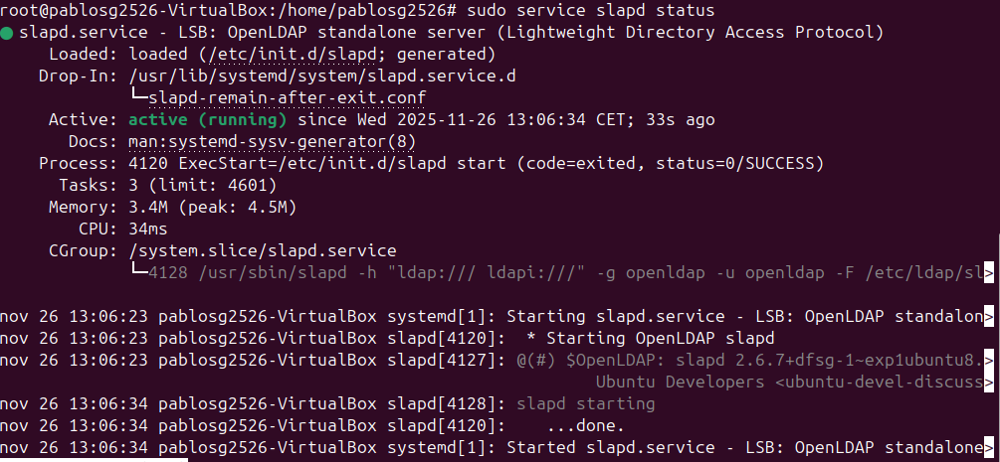 root@pablosg2526-VirtualBox:/home/pablosg2526# sudo service slapd status
● slapd.service - LSB: OpenLDAP standalone server (Lightweight Directory Access Protocol)
     Loaded: loaded (/etc/init.d/slapd; generated)
    Drop-In: /usr/lib/systemd/system/slapd.service.d
             └─slapd-remain-after-exit.conf
     Active: active (running) since Wed 2025-11-26 13:06:34 CET; 33s ago
       Docs: man:systemd-sysv-generator(8)
    Process: 4120 ExecStart=/etc/init.d/slapd start (code=exited, status=0/SUCCESS)
      Tasks: 3 (limit: 4601)
     Memory: 3.4M (peak: 4.5M)
        CPU: 34ms
     CGroup: /system.slice/slapd.service
             └─4128 /usr/sbin/slapd -h "ldap:/// ldapi:///" -g openldap -u openldap -F /etc/ldap/sl>

nov 26 13:06:23 pablosg2526-VirtualBox systemd[1]: Starting slapd.service - LSB: OpenLDAP standalon>
nov 26 13:06:23 pablosg2526-VirtualBox slapd[4120]:  * Starting OpenLDAP slapd
nov 26 13:06:23 pablosg2526-VirtualBox slapd[4127]: @(#) $OpenLDAP: slapd 2.6.7+dfsg-1~exp1ubuntu8.>
                                                            Ubuntu Developers <ubuntu-devel-discuss>
nov 26 13:06:34 pablosg2526-VirtualBox slapd[4128]: slapd starting
nov 26 13:06:34 pablosg2526-VirtualBox slapd[4120]:    ...done.
nov 26 13:06:34 pablosg2526-VirtualBox systemd[1]: Started slapd.service - LSB: OpenLDAP standalone>